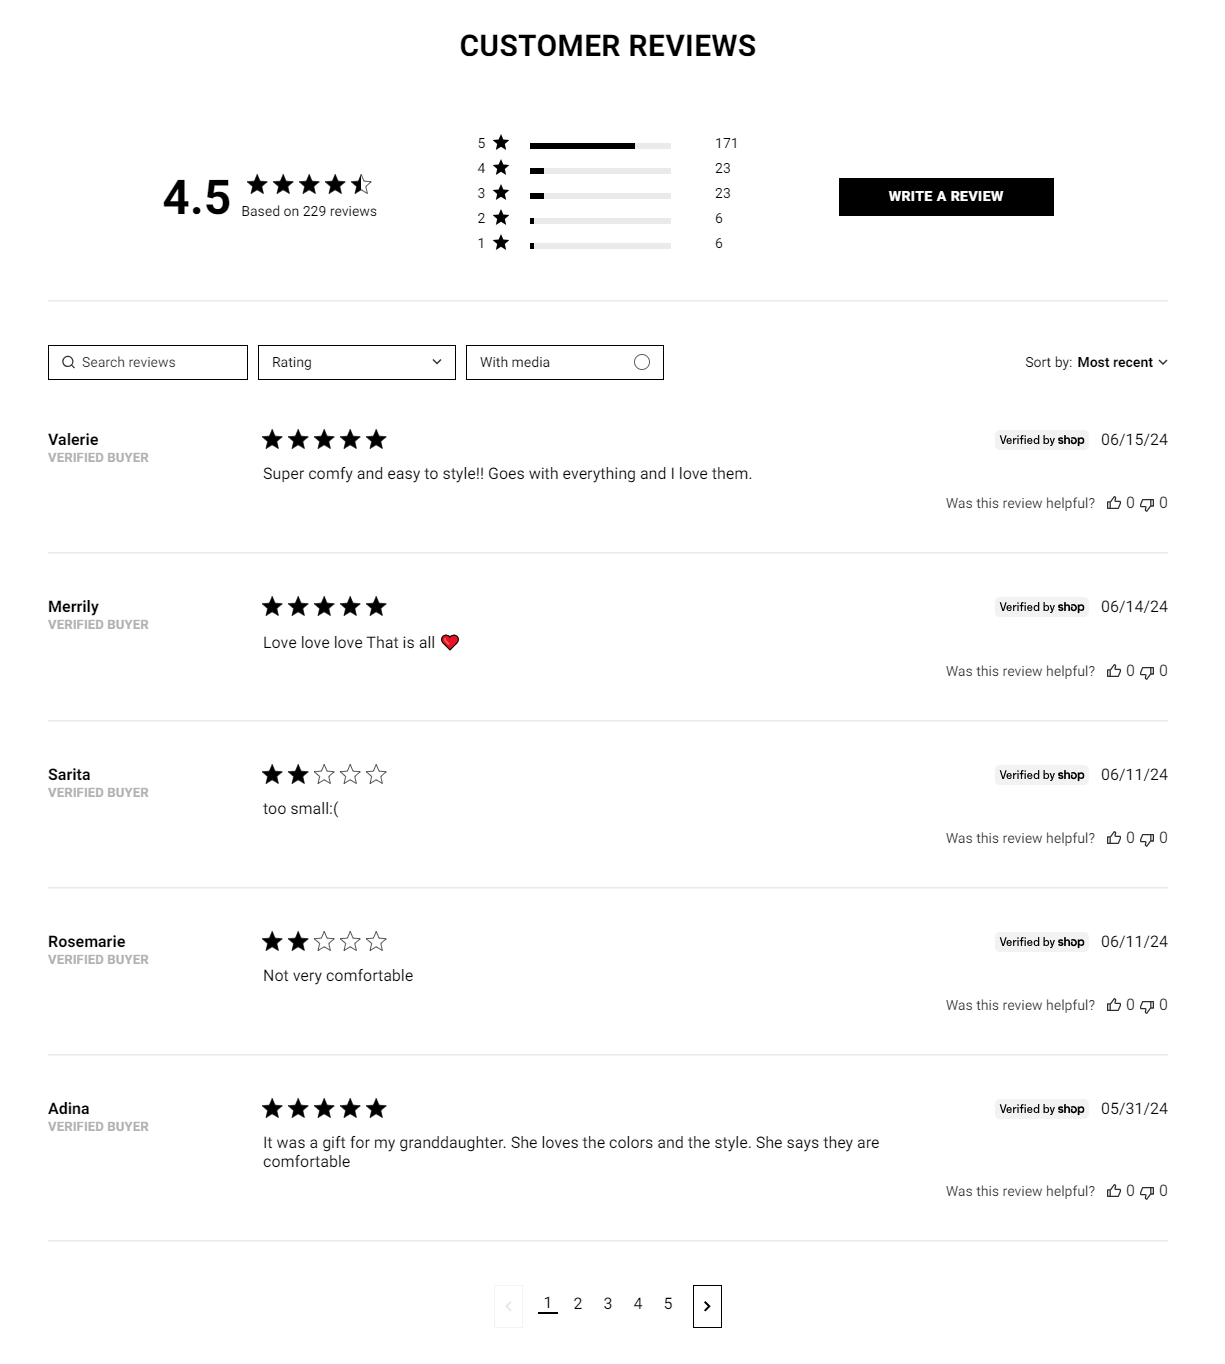 CUSTOMER REVIEWS
4.5
Based on 229 reviews
5 171
4 23
3 23
2 6
1 6
WRITE A REVIEW
Search reviews
Rating
With media
Sort by: Most recent
Valerie
VERIFIED BUYER
Verified by shop 06/15/24
Super comfy and easy to style!! Goes with everything and I love them.
Was this review helpful? 0 0
Merrily
VERIFIED BUYER
Verified by shop 06/14/24
Love love love That is all ❤️
Was this review helpful? 0 0
Sarita
VERIFIED BUYER
Verified by shop 06/11/24
too small:(
Was this review helpful? 0 0
Rosemarie
VERIFIED BUYER
Verified by shop 06/11/24
Not very comfortable
Was this review helpful? 0 0
Adina
VERIFIED BUYER
Verified by shop 05/31/24
It was a gift for my granddaughter. She loves the colors and the style. She says they are
comfortable
Was this review helpful? 0 0
1 2 3 4 5